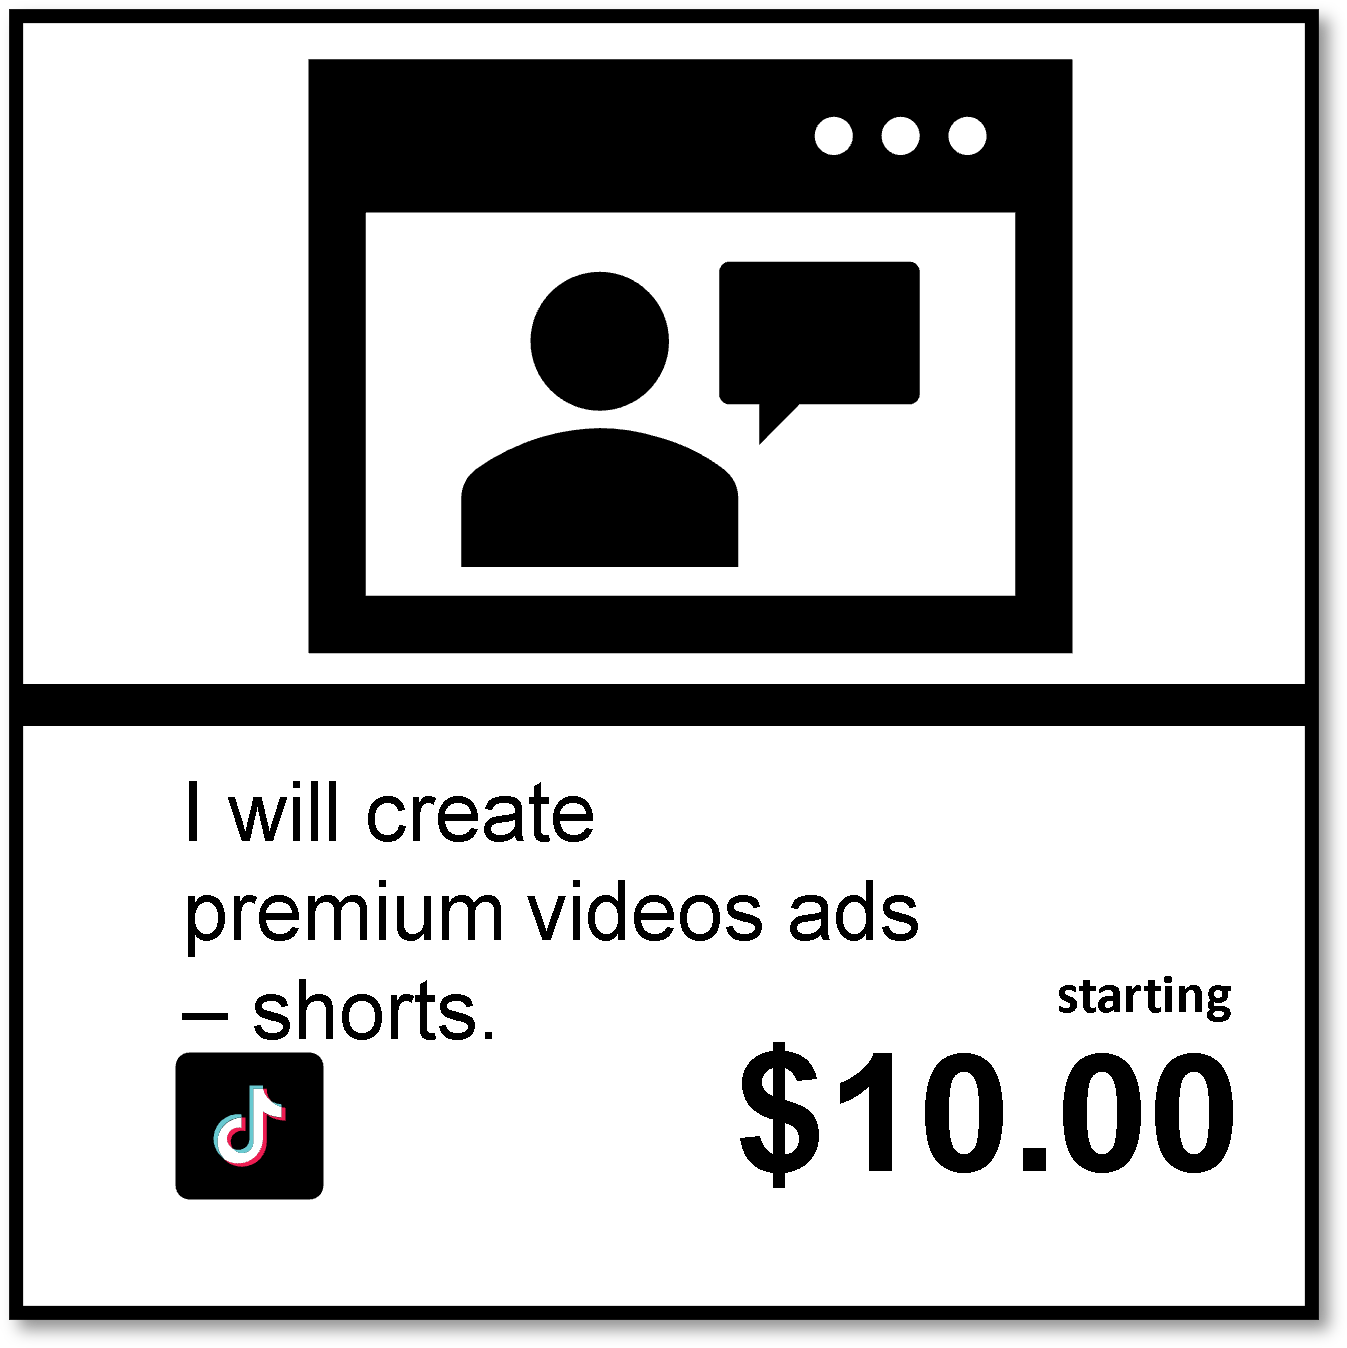 I will create
premium videos ads
– shorts.
starting
$10.00